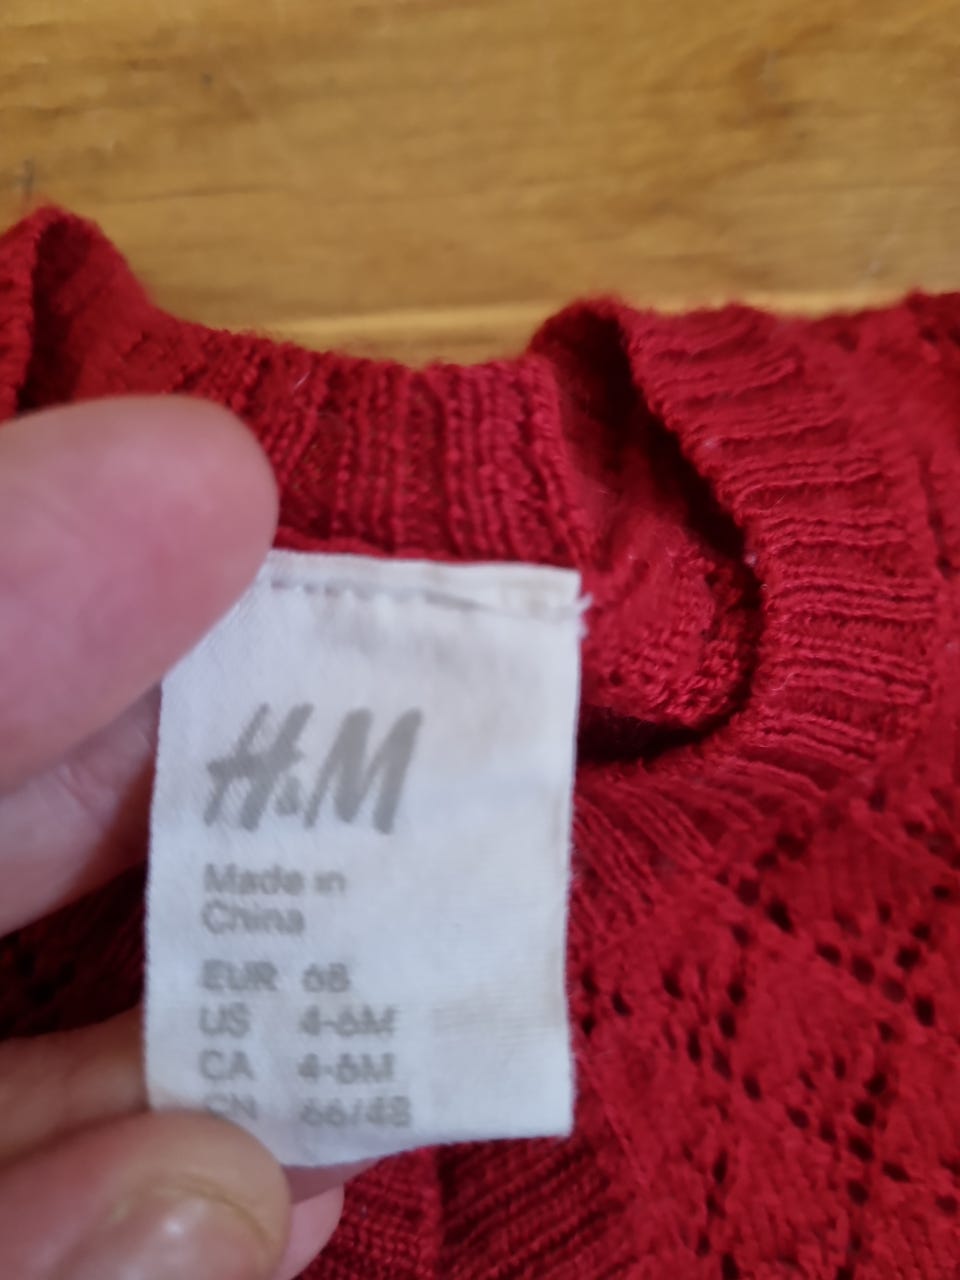 H&M
Made in
China
EUR 68
US 4-6M
CA 4-6M
CN 66/48